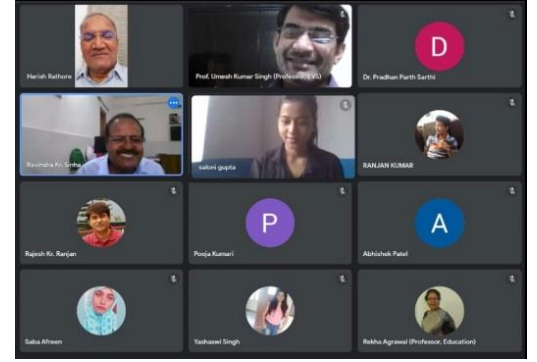 Harish Rathore
Prof. Umesh Kumar Singh (Professor, VS)
D
Dr. Pradhan Parth Sarthi
Ravindra Kr. Sinha
saloni gupta
RANJAN KUMAR
Rajesh Kr. Ranjan
P
Pooja Kumari
A
Abhishek Patel
Saba Afreen
Yashaswi Singh
Rekha Agrawal (Professor, Education)